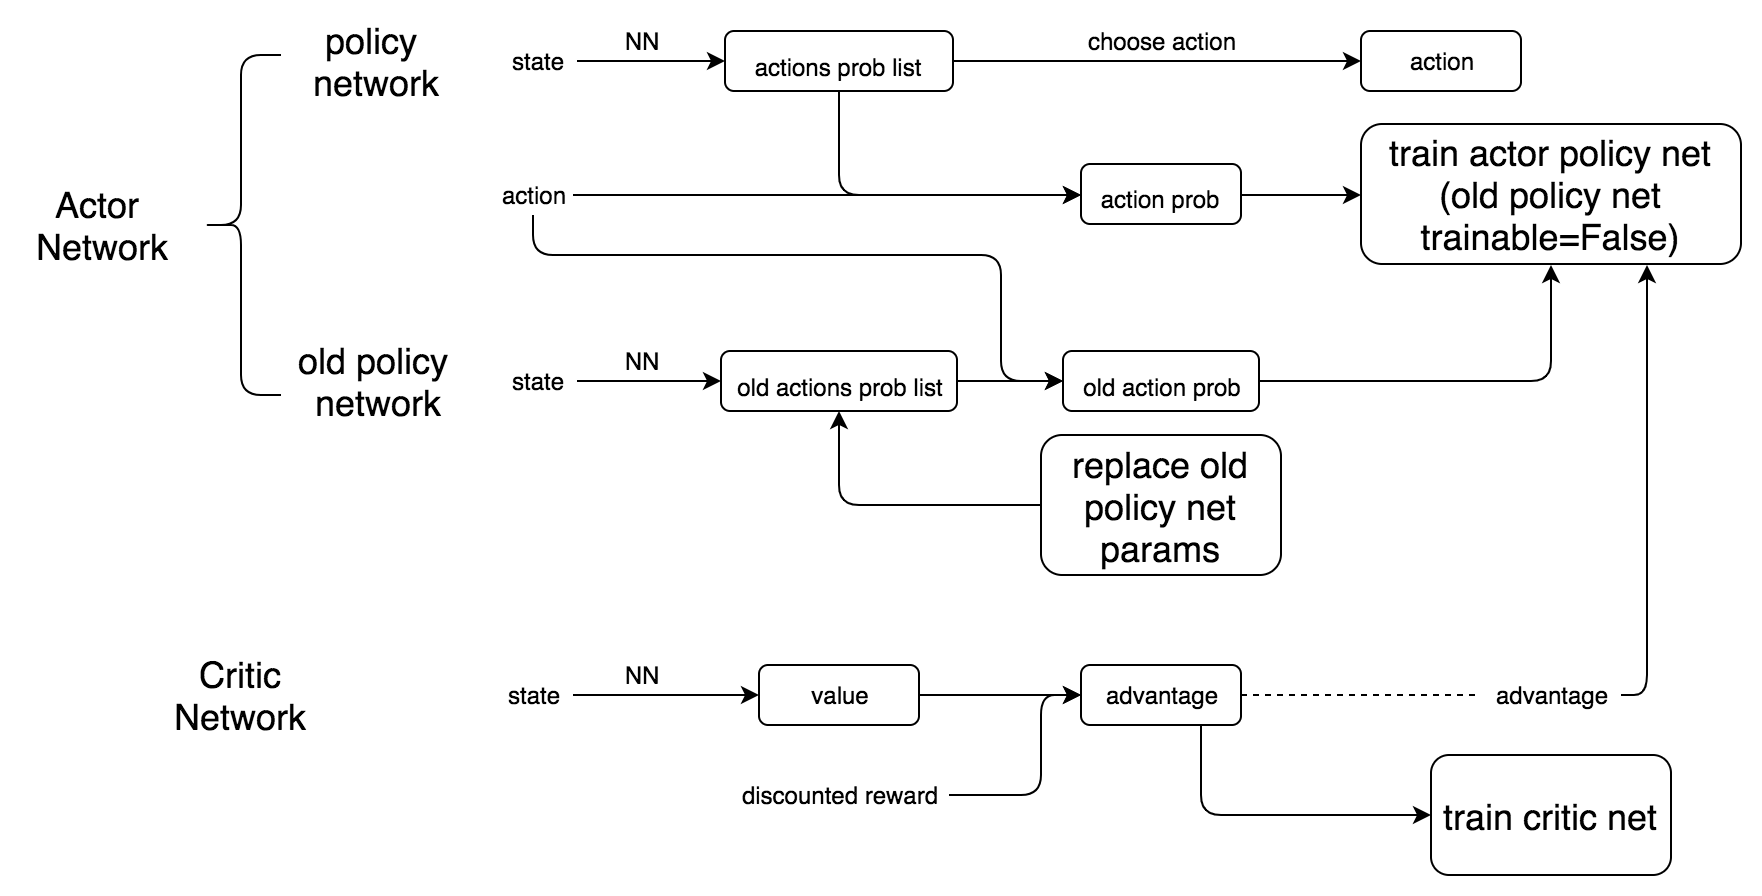 policy
network
state
NN
actions prob list
choose action
action
Actor
Network
action
action prob
train actor policy net
(old policy net
trainable=False)
old policy
network
state
NN
old actions prob list
old action prob
replace old
policy net
params
Critic
Network
state
NN
value
advantage
advantage
discounted reward
train critic net